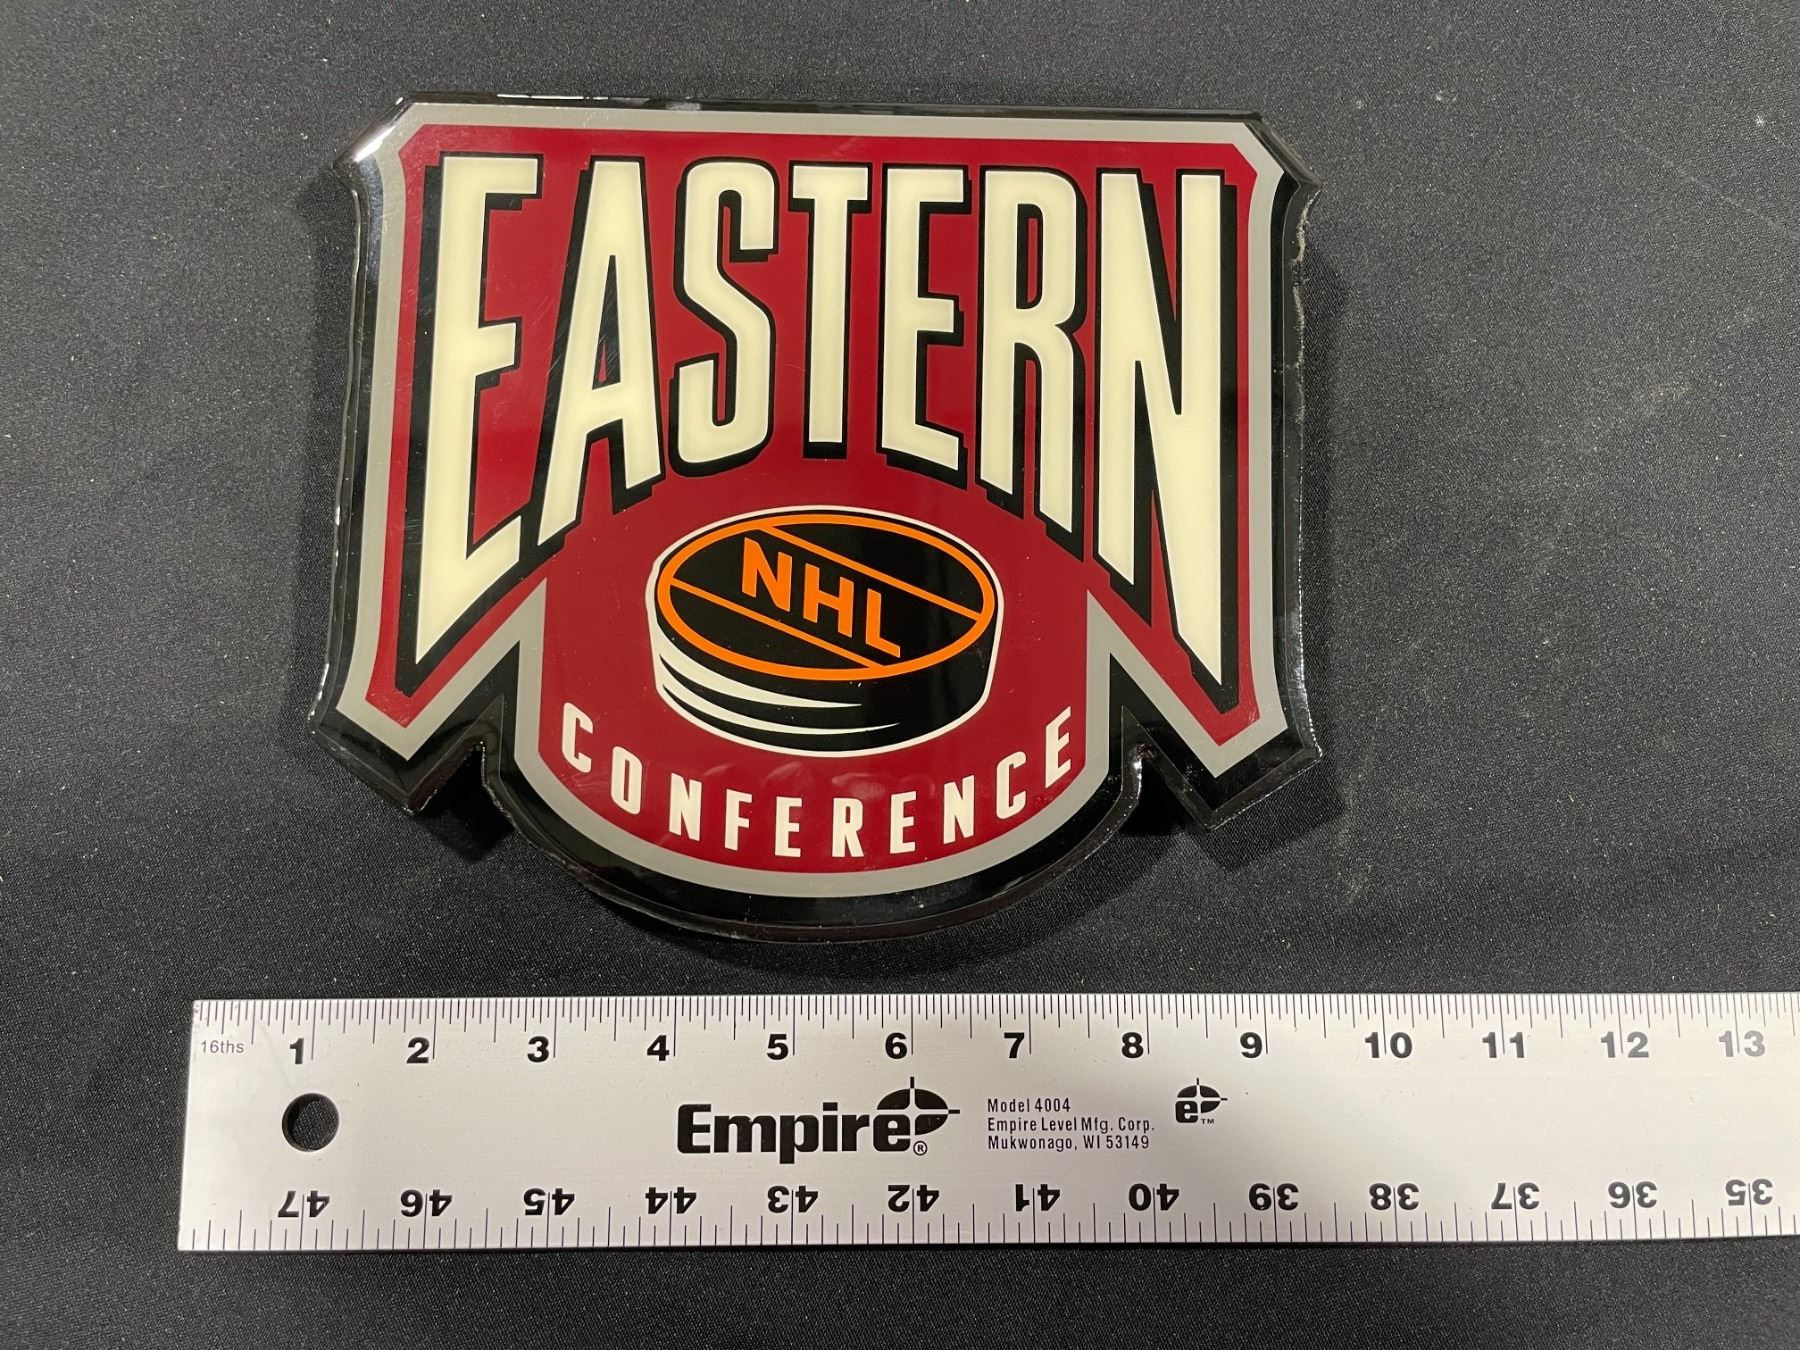 EASTERN
NHL
CONFERENCE
16ths 1 2 3 4 5 6 7 8 9 10 11 12 13
Empire®
Model 4004
Empire Level Mfg. Corp.
Mukwonago, WI 53149
e™
47 46 45 44 43 42 41 40 39 38 37 36 35